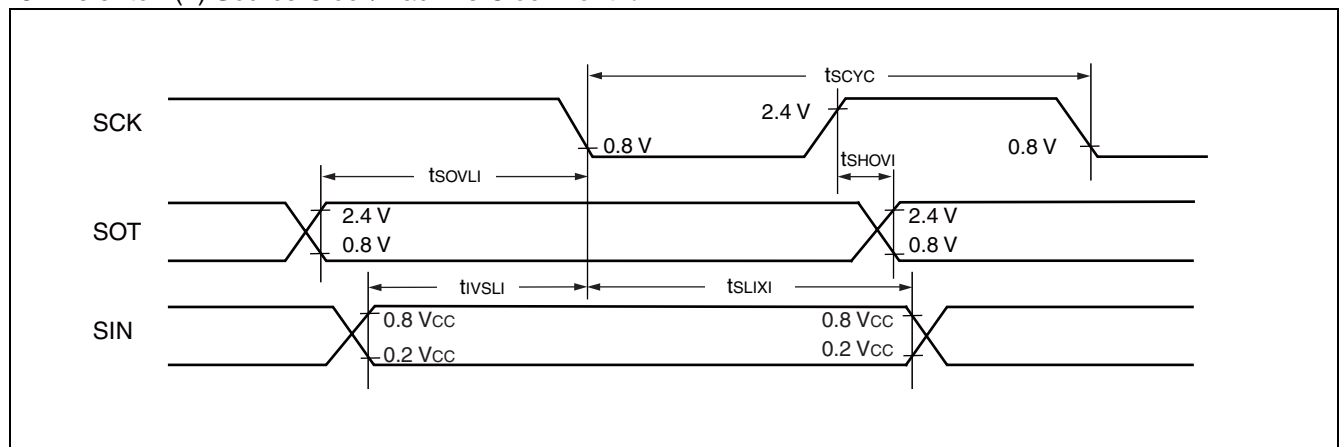 tSCYC
SCK
2.4 V
0.8 V
0.8 V
tSOVLI
tSHOVI
SOT
2.4 V
0.8 V
2.4 V
0.8 V
tIVSLI
tSLIXI
SIN
0.8 VCC
0.2 VCC
0.8 VCC
0.2 VCC